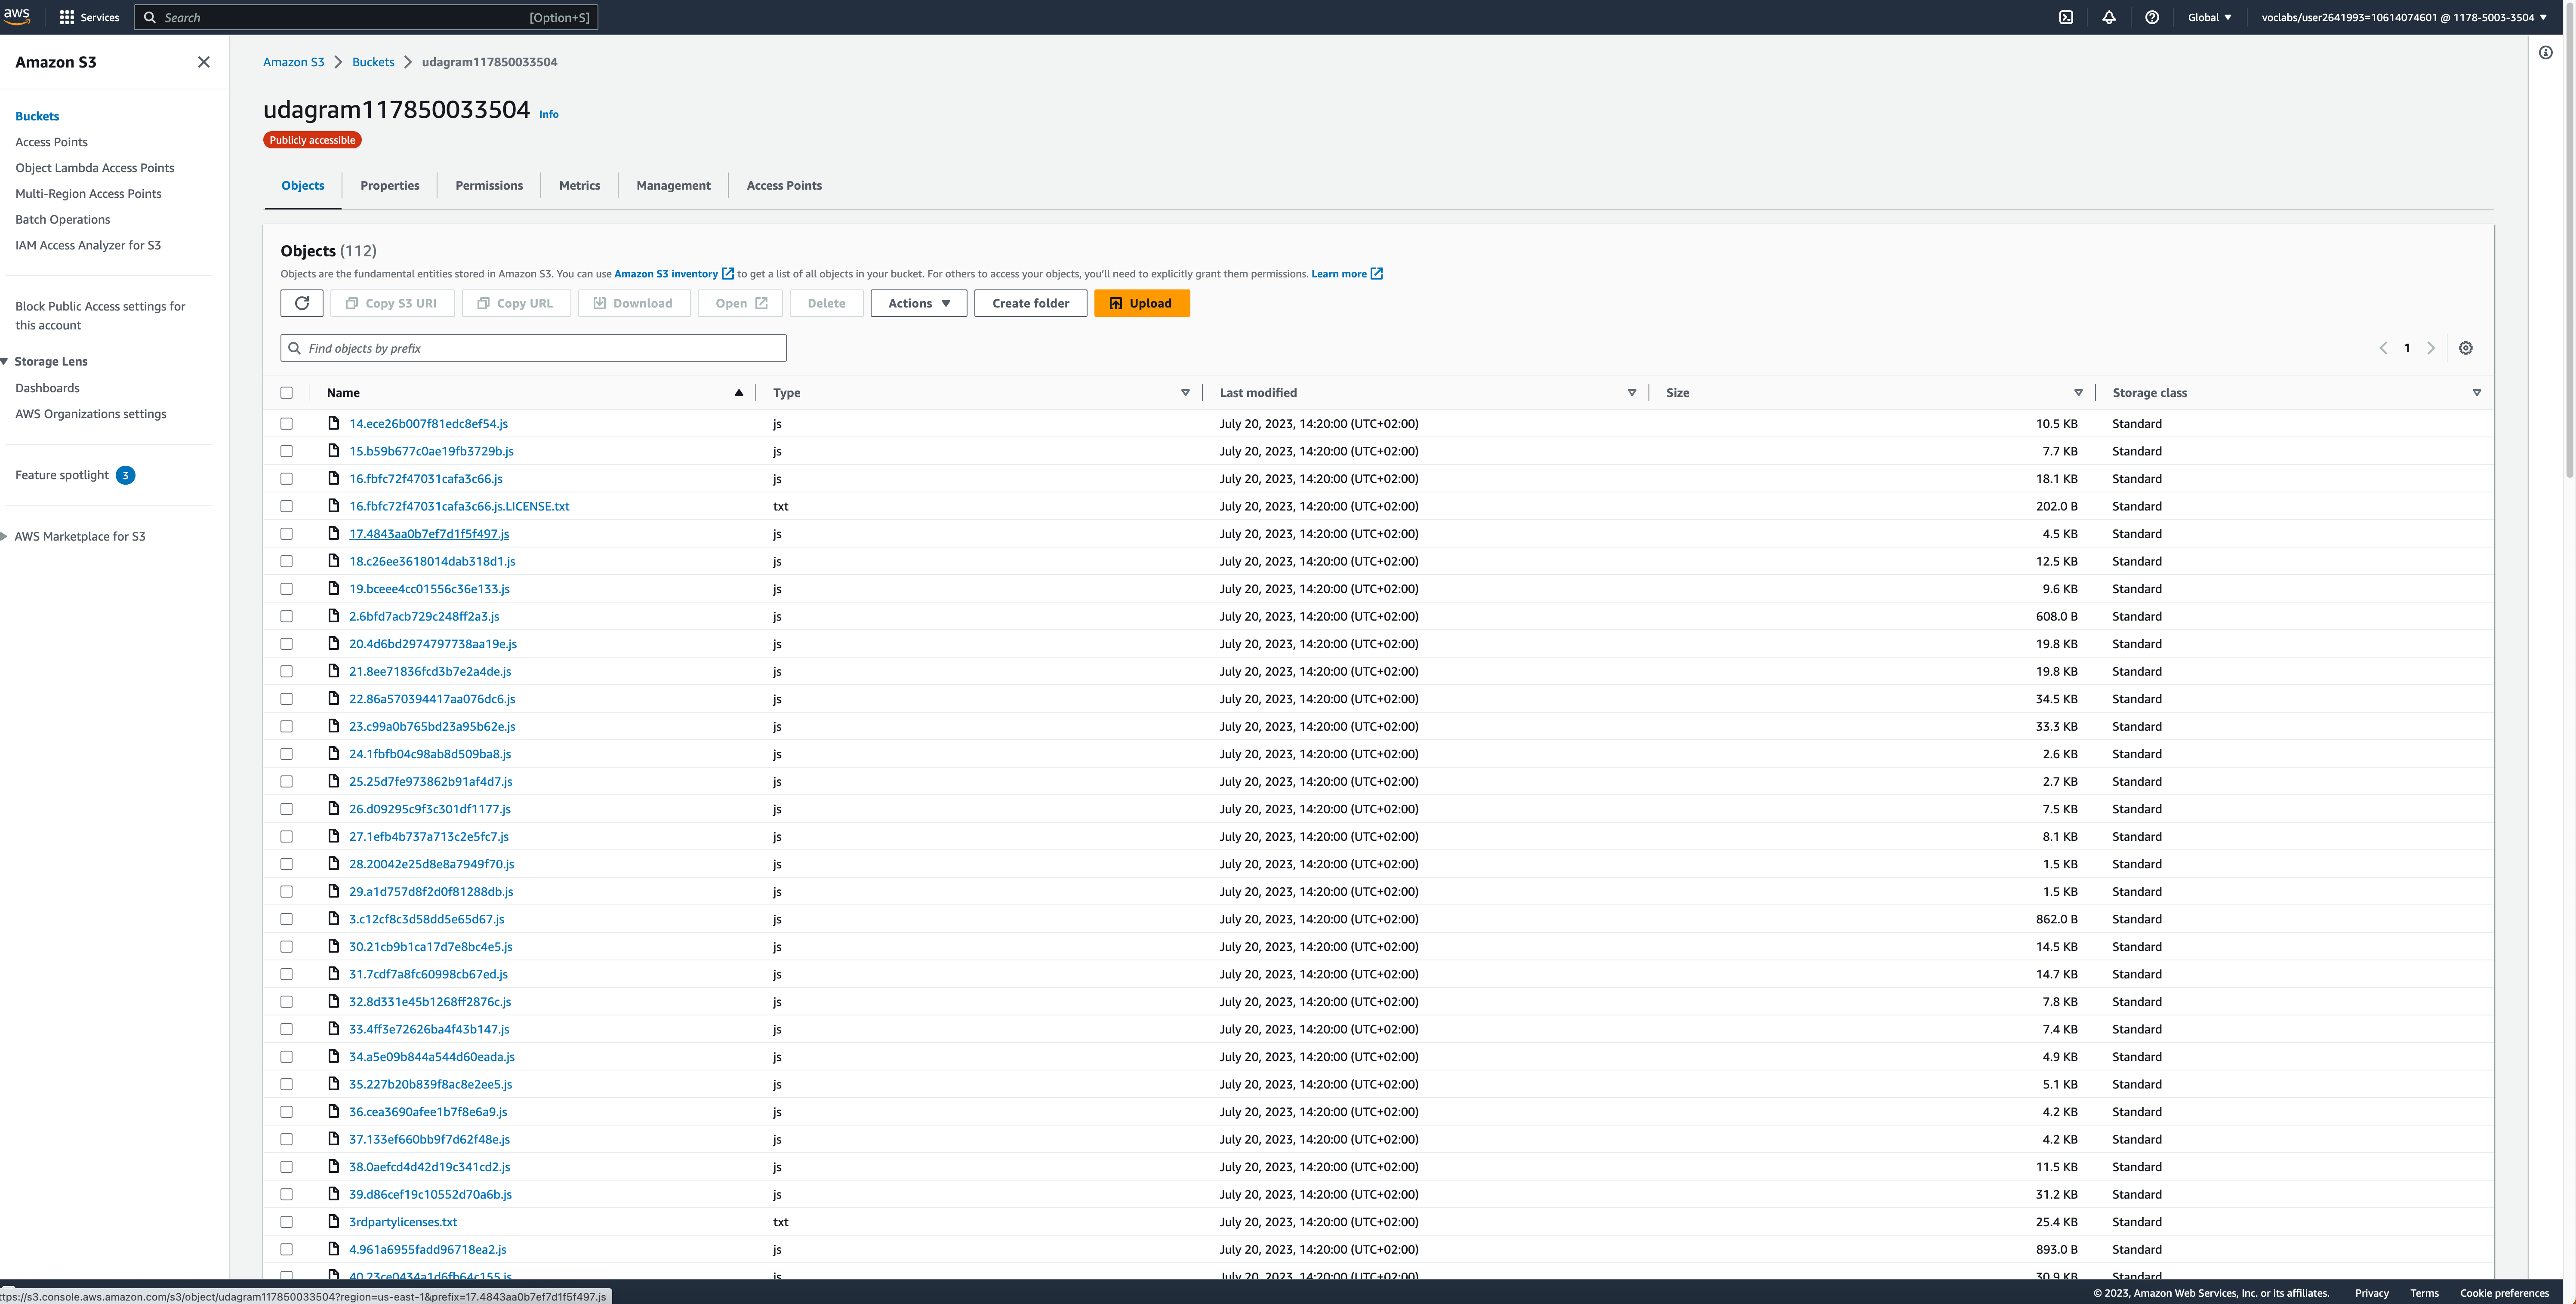 aws Services Search [Option+S] Global voclabs/user2641993=10614074601 @ 1178-5003-3504
Amazon S3
Buckets
Access Points
Object Lambda Access Points
Multi-Region Access Points
Batch Operations
IAM Access Analyzer for S3
Block Public Access settings for
this account
Storage Lens
Dashboards
AWS Organizations settings
Feature spotlight 3
AWS Marketplace for S3
Amazon S3 Buckets udagram117850033504
udagram117850033504 Info
Publicly accessible
Objects Properties Permissions Metrics Management Access Points
Objects (112)
Objects are the fundamental entities stored in Amazon S3. You can use Amazon S3 inventory to get a list of all objects in your bucket. For others to access your objects, you'll need to explicitly grant them permissions. Learn more
Copy S3 URI Copy URL Download Open Delete Actions Create folder Upload
Find objects by prefix 1
Name Type Last modified Size Storage class
14.ece26b007f81edc8ef54.js js July 20, 2023, 14:20:00 (UTC+02:00) 10.5 KB Standard
15.b59b677c0ae19fb3729b.js js July 20, 2023, 14:20:00 (UTC+02:00) 7.7 KB Standard
16.fbfc72f47031cafa3c66.js js July 20, 2023, 14:20:00 (UTC+02:00) 18.1 KB Standard
16.fbfc72f47031cafa3c66.js.LICENSE.txt txt July 20, 2023, 14:20:00 (UTC+02:00) 202.0 B Standard
17.4843aa0b7ef7d1f5f497.js js July 20, 2023, 14:20:00 (UTC+02:00) 4.5 KB Standard
18.c26ee3618014dab318d1.js js July 20, 2023, 14:20:00 (UTC+02:00) 12.5 KB Standard
19.bceee4cc01556c36e133.js js July 20, 2023, 14:20:00 (UTC+02:00) 9.6 KB Standard
2.6bfd7acb729c248ff2a3.js js July 20, 2023, 14:20:00 (UTC+02:00) 608.0 B Standard
20.4d6bd2974797738aa19e.js js July 20, 2023, 14:20:00 (UTC+02:00) 19.8 KB Standard
21.8ee71836fcd3b7e2a4de.js js July 20, 2023, 14:20:00 (UTC+02:00) 19.8 KB Standard
22.86a570394417aa076dc6.js js July 20, 2023, 14:20:00 (UTC+02:00) 34.5 KB Standard
23.c99a0b765bd23a95b62e.js js July 20, 2023, 14:20:00 (UTC+02:00) 33.3 KB Standard
24.1fbfb04c98ab8d509ba8.js js July 20, 2023, 14:20:00 (UTC+02:00) 2.6 KB Standard
25.25d7fe973862b91af4d7.js js July 20, 2023, 14:20:00 (UTC+02:00) 2.7 KB Standard
26.d09295c9f3c301df1177.js js July 20, 2023, 14:20:00 (UTC+02:00) 7.5 KB Standard
27.1efb4b737a713c2e5fc7.js js July 20, 2023, 14:20:00 (UTC+02:00) 8.1 KB Standard
28.20042e25d8e8a7949f70.js js July 20, 2023, 14:20:00 (UTC+02:00) 1.5 KB Standard
29.a1d757d8f2d0f81288db.js js July 20, 2023, 14:20:00 (UTC+02:00) 1.5 KB Standard
3.c12cf8c3d58dd5e65d67.js js July 20, 2023, 14:20:00 (UTC+02:00) 862.0 B Standard
30.21cb9b1ca17d7e8bc4e5.js js July 20, 2023, 14:20:00 (UTC+02:00) 14.5 KB Standard
31.7cdf7a8fc60998cb67ed.js js July 20, 2023, 14:20:00 (UTC+02:00) 14.7 KB Standard
32.8d331e45b1268ff2876c.js js July 20, 2023, 14:20:00 (UTC+02:00) 7.8 KB Standard
33.4ff3e72626ba4f43b147.js js July 20, 2023, 14:20:00 (UTC+02:00) 7.4 KB Standard
34.a5e09b844a544d60eada.js js July 20, 2023, 14:20:00 (UTC+02:00) 4.9 KB Standard
35.227b20b839f8ac8e2ee5.js js July 20, 2023, 14:20:00 (UTC+02:00) 5.1 KB Standard
36.cea3690afee1b7f8e6a9.js js July 20, 2023, 14:20:00 (UTC+02:00) 4.2 KB Standard
37.133ef660bb9f7d62f48e.js js July 20, 2023, 14:20:00 (UTC+02:00) 4.2 KB Standard
38.0aefcd4d42d19c341cd2.js js July 20, 2023, 14:20:00 (UTC+02:00) 11.5 KB Standard
39.d86cef19c10552d70a6b.js js July 20, 2023, 14:20:00 (UTC+02:00) 31.2 KB Standard
3rdpartylicenses.txt txt July 20, 2023, 14:20:00 (UTC+02:00) 25.4 KB Standard
4.961a6955fadd96718ea2.js js July 20, 2023, 14:20:00 (UTC+02:00) 893.0 B Standard
40.23ce0434a1d6fb64c155.js js July 20, 2023, 14:20:00 (UTC+02:00) 30.9 KB Standard
ttps://s3.console.aws.amazon.com/s3/object/udagram117850033504?region=us-east-1&prefix=17.4843aa0b7ef7d1f5f497.js
© 2023, Amazon Web Services, Inc. or its affiliates. Privacy Terms Cookie preferences